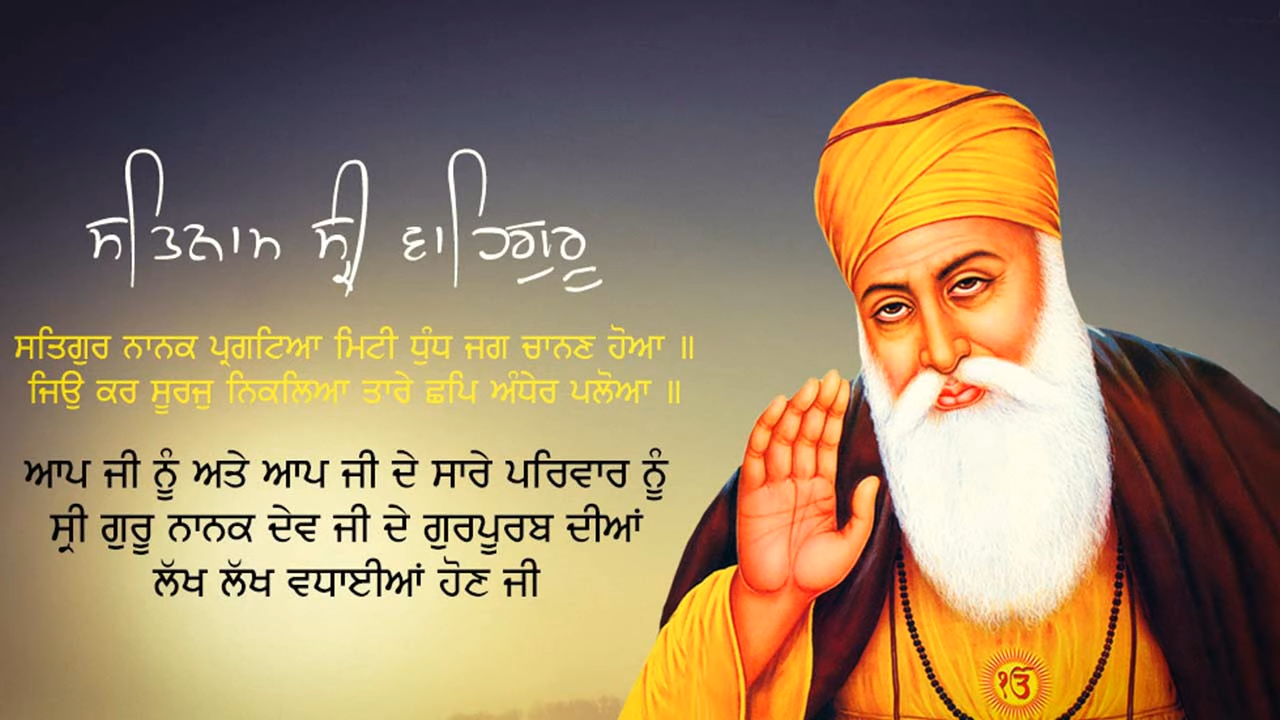 ਸਤਿਨਾਮ ਸ੍ਰੀ ਵਾਹਿਗੁਰੂ
ਸਤਿਗੁਰ ਨਾਨਕ ਪ੍ਰਗਟਿਆ ਮਿਟੀ ਧੁੰਧ ਜਗ ਚਾਨਣ ਹੋਆ ॥
ਜਿਉ ਕਰ ਸੂਰਜੁ ਨਿਕਲਿਆ ਤਾਰੇ ਛਪਿ ਅੰਧੇਰ ਪਲੋਆ ॥
ਆਪ ਜੀ ਨੂੰ ਅਤੇ ਆਪ ਜੀ ਦੇ ਸਾਰੇ ਪਰਿਵਾਰ ਨੂੰ
ਸ੍ਰੀ ਗੁਰੂ ਨਾਨਕ ਦੇਵ ਜੀ ਦੇ ਗੁਰਪੂਰਬ ਦੀਆਂ
ਲੱਖ ਲੱਖ ਵਧਾਈਆਂ ਹੋਣ ਜੀ
ੴ